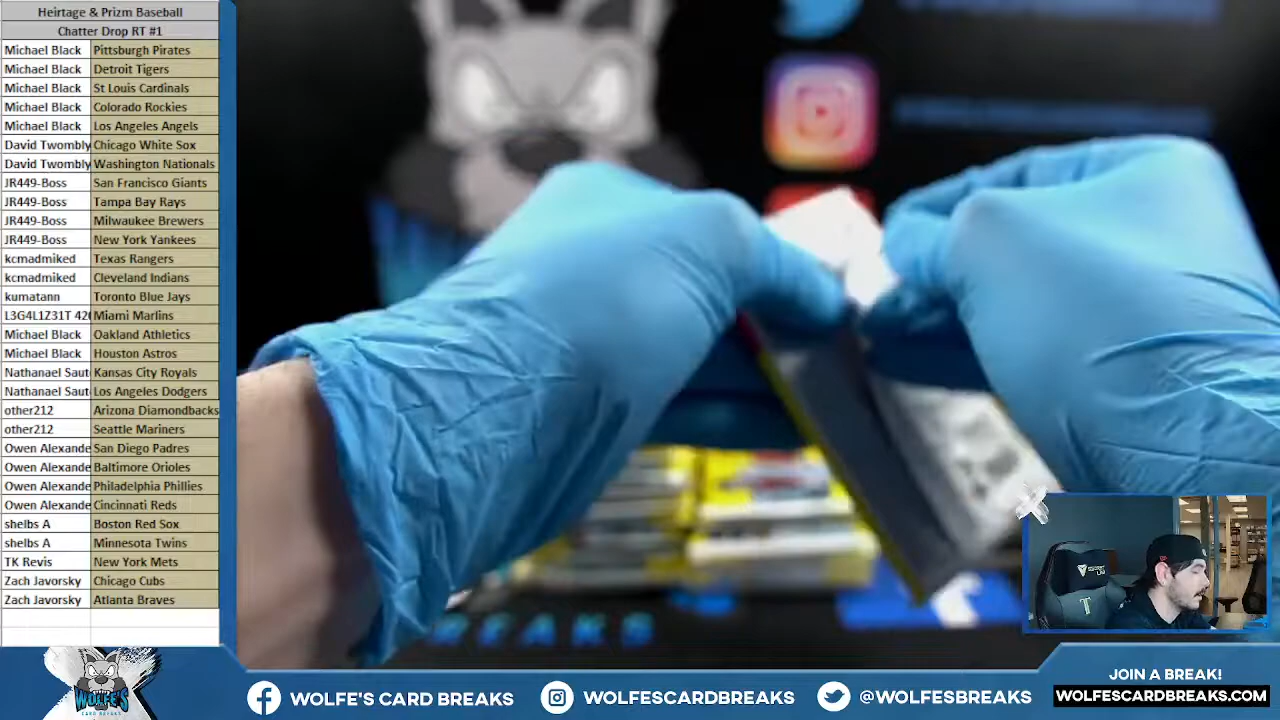 Heirtage & Prizm Baseball
Chatter Drop RT #1
Michael Black Pittsburgh Pirates
Michael Black Detroit Tigers
Michael Black St Louis Cardinals
Michael Black Colorado Rockies
Michael Black Los Angeles Angels
David Twombly Chicago White Sox
David Twombly Washington Nationals
JR449-Boss San Francisco Giants
JR449-Boss Tampa Bay Rays
JR449-Boss Milwaukee Brewers
JR449-Boss New York Yankees
kcmadmiked Texas Rangers
kcmadmiked Cleveland Indians
kumatann Toronto Blue Jays
L3G4L1Z31T 42 Miami Marlins
Michael Black Oakland Athletics
Michael Black Houston Astros
Nathanael Saut Kansas City Royals
Nathanael Saut Los Angeles Dodgers
other212 Arizona Diamondbacks
other212 Seattle Mariners
Owen Alexande San Diego Padres
Owen Alexande Baltimore Orioles
Owen Alexande Philadelphia Phillies
Owen Alexande Cincinnati Reds
shelbs A Boston Red Sox
shelbs A Minnesota Twins
TK Revis New York Mets
Zach Javorsky Chicago Cubs
Zach Javorsky Atlanta Braves
REAKS
WOLFE'S
CARD BREAKS
WOLFE'S CARD BREAKS
WOLFESCARDBREAKS
@WOLFESBREAKS
JOIN A BREAK!
WOLFESCARDBREAKS.COM